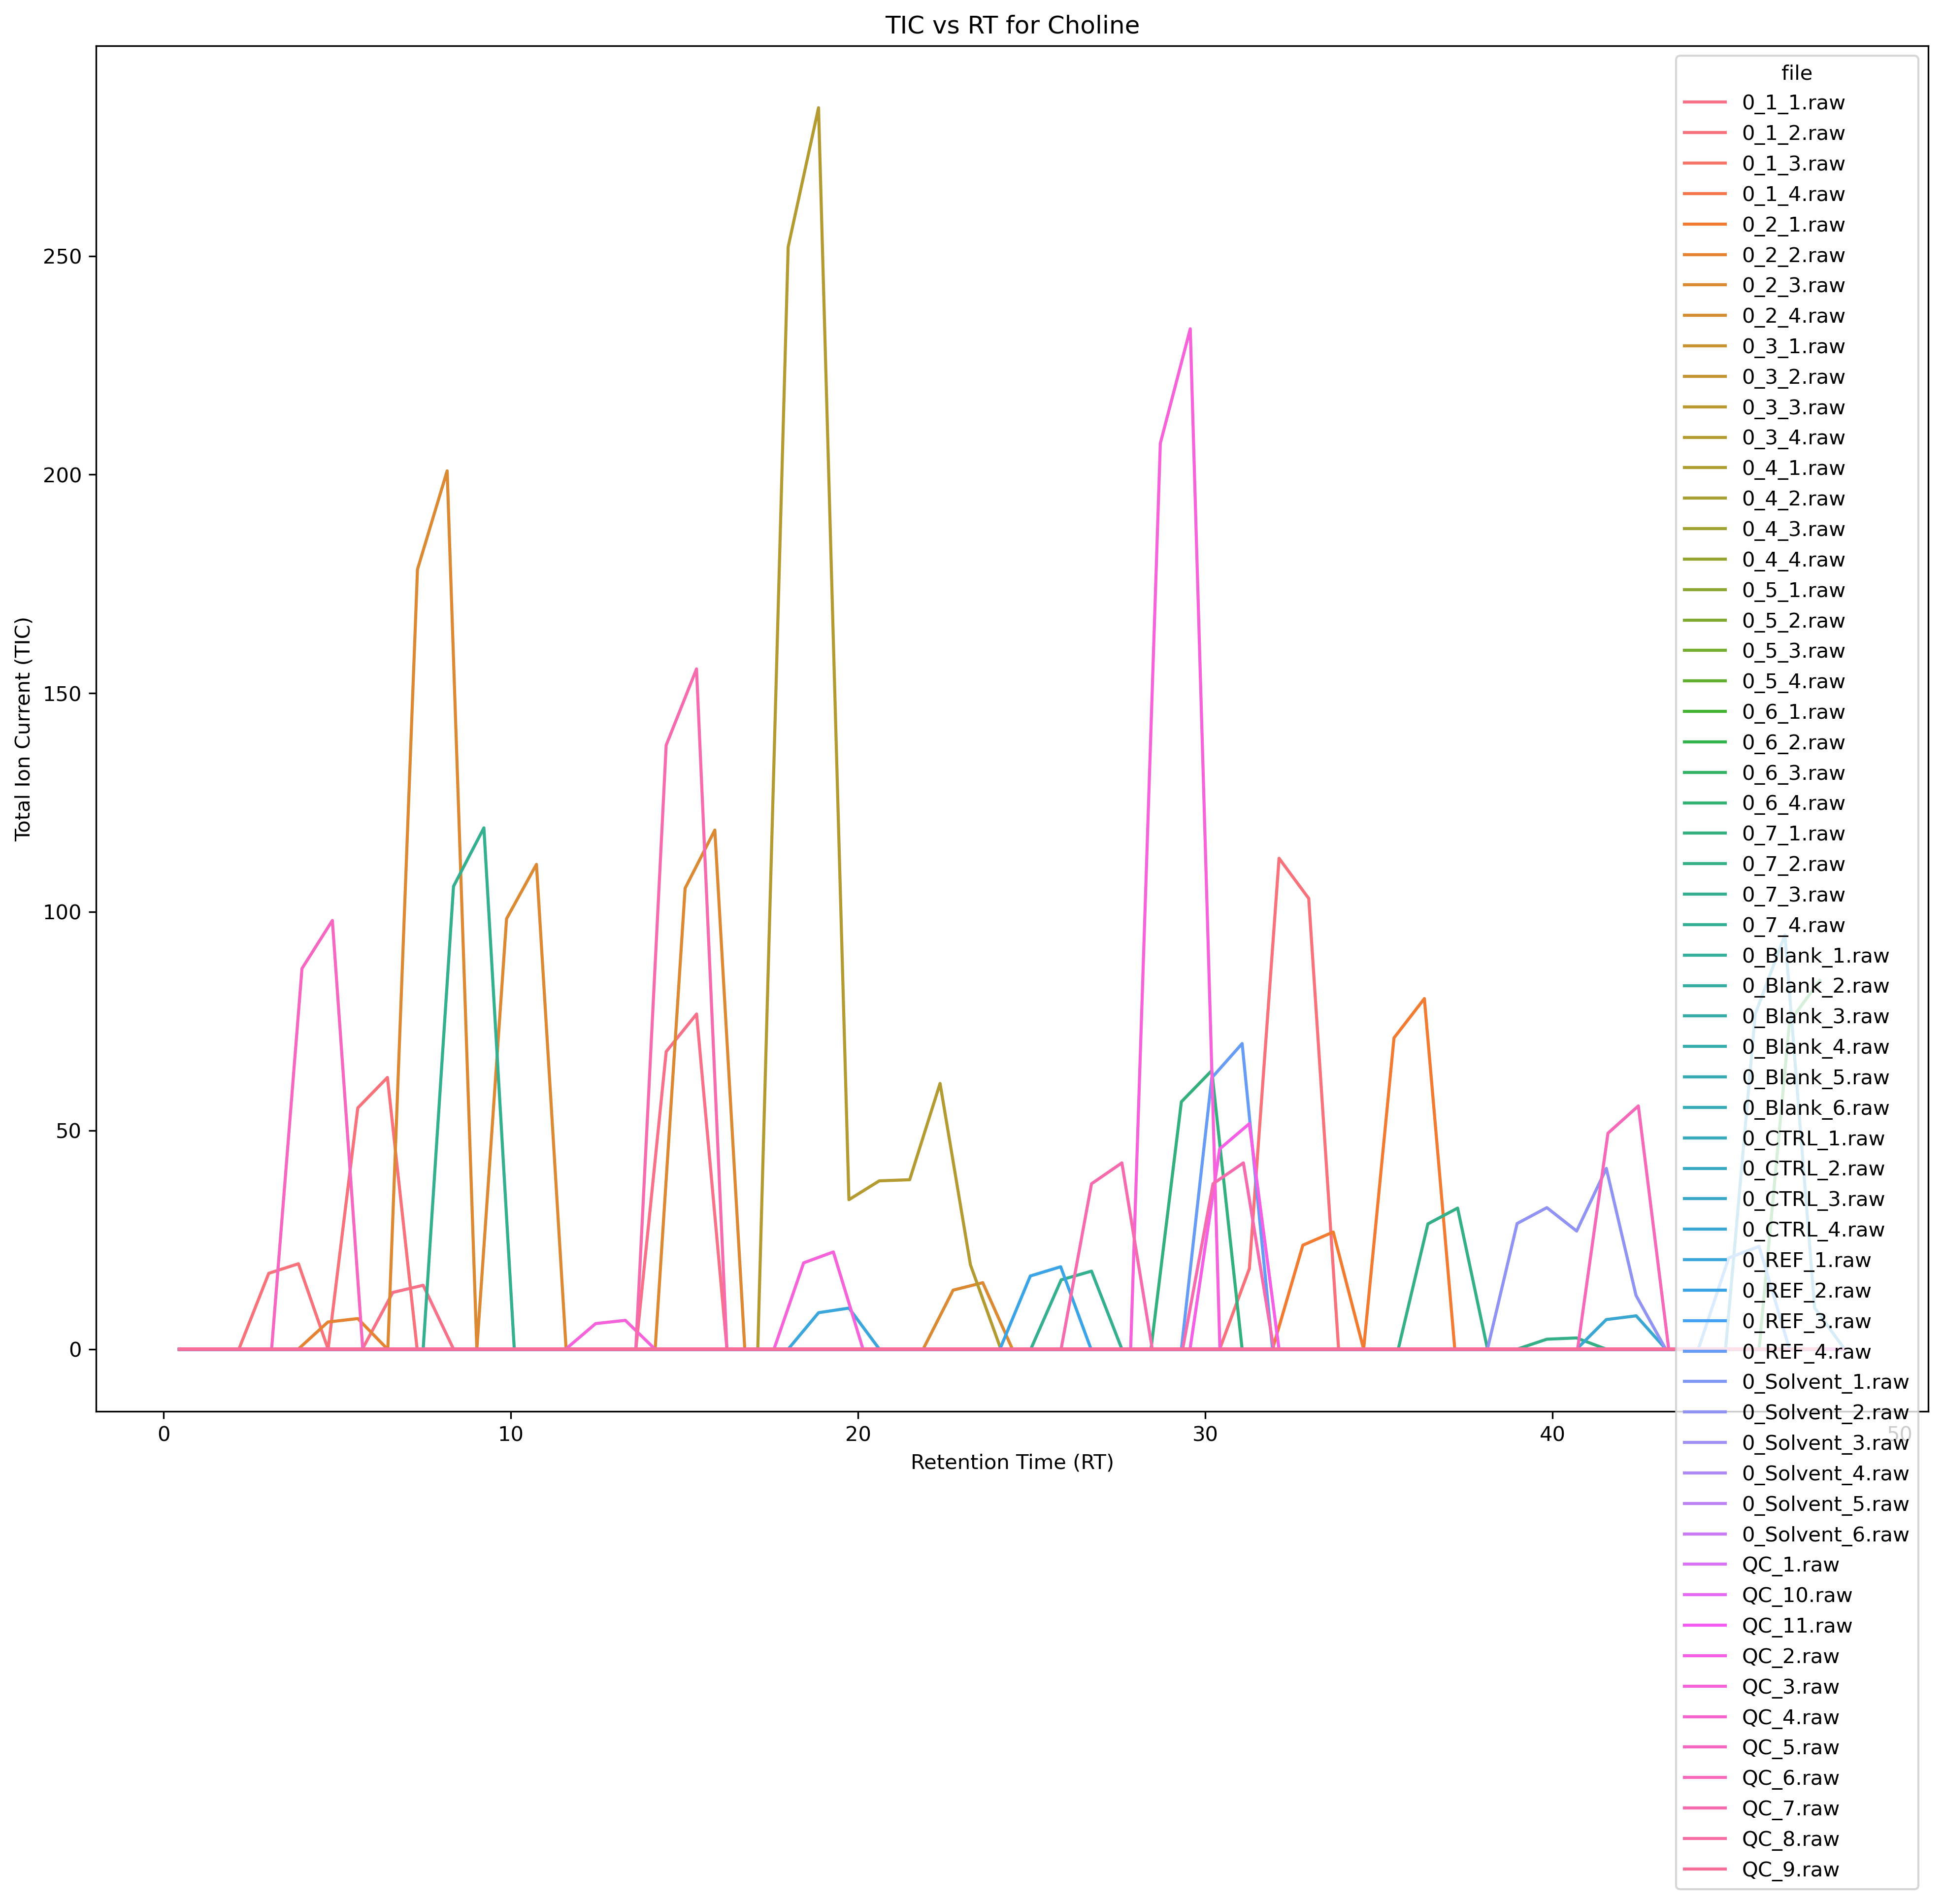 TIC vs RT for Choline
Total Ion Current (TIC)
250
200
150
100
50
0
0
10
20
30
40
50
Retention Time (RT)
file
0_1_1.raw
0_1_2.raw
0_1_3.raw
0_1_4.raw
0_2_1.raw
0_2_2.raw
0_2_3.raw
0_2_4.raw
0_3_1.raw
0_3_2.raw
0_3_3.raw
0_3_4.raw
0_4_1.raw
0_4_2.raw
0_4_3.raw
0_4_4.raw
0_5_1.raw
0_5_2.raw
0_5_3.raw
0_5_4.raw
0_6_1.raw
0_6_2.raw
0_6_3.raw
0_6_4.raw
0_7_1.raw
0_7_2.raw
0_7_3.raw
0_7_4.raw
0_Blank_1.raw
0_Blank_2.raw
0_Blank_3.raw
0_Blank_4.raw
0_Blank_5.raw
0_Blank_6.raw
0_CTRL_1.raw
0_CTRL_2.raw
0_CTRL_3.raw
0_CTRL_4.raw
0_REF_1.raw
0_REF_2.raw
0_REF_3.raw
0_REF_4.raw
0_Solvent_1.raw
0_Solvent_2.raw
0_Solvent_3.raw
0_Solvent_4.raw
0_Solvent_5.raw
0_Solvent_6.raw
QC_1.raw
QC_10.raw
QC_11.raw
QC_2.raw
QC_3.raw
QC_4.raw
QC_5.raw
QC_6.raw
QC_7.raw
QC_8.raw
QC_9.raw